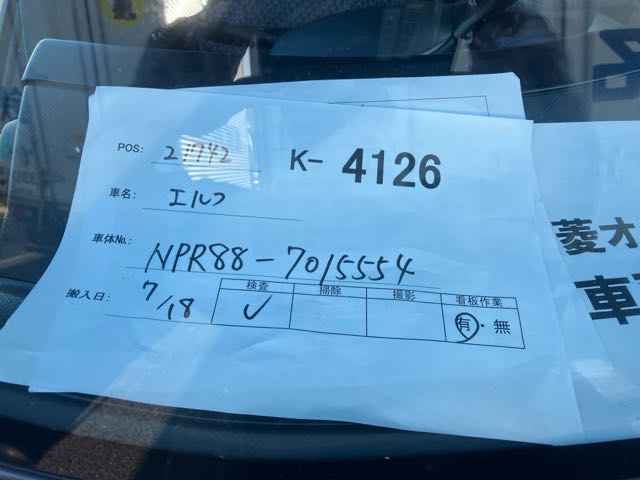 POS: 21742 K- 4126
車名: エルフ
車体No.: NPR88-7015554
搬入日: 7/18
検査 掃除 撮影 看板作業
✓ 有・無
菱オ
車